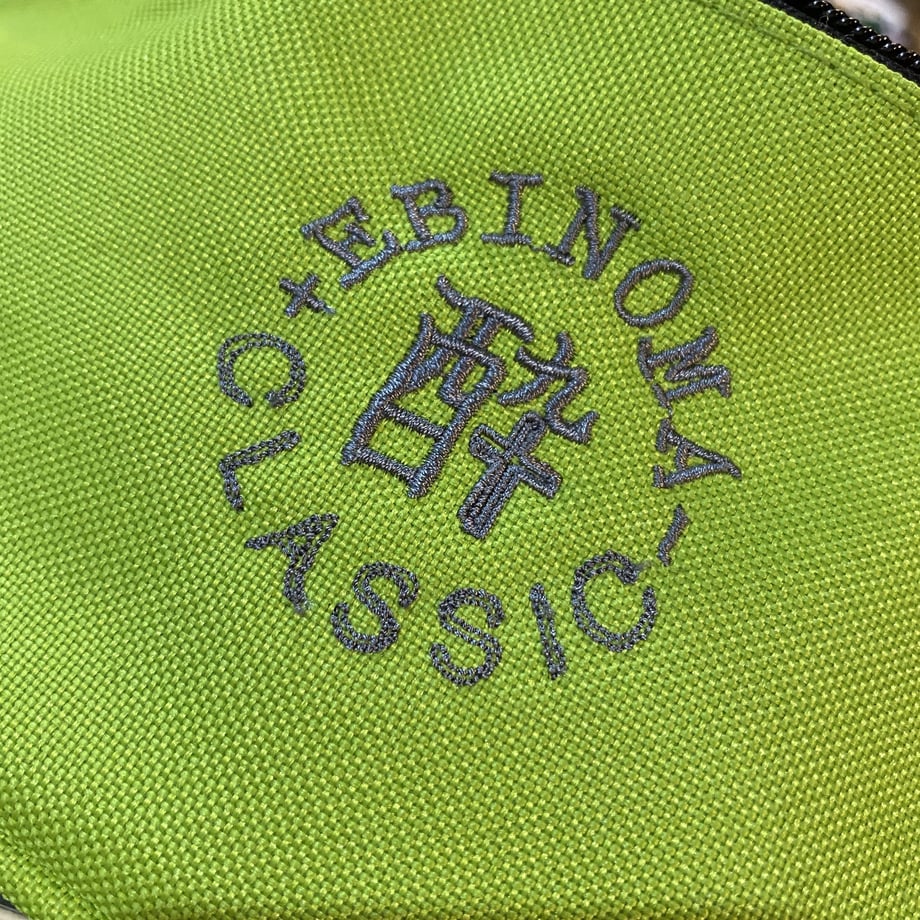 +EBINOMA-
酔
CLASSIC